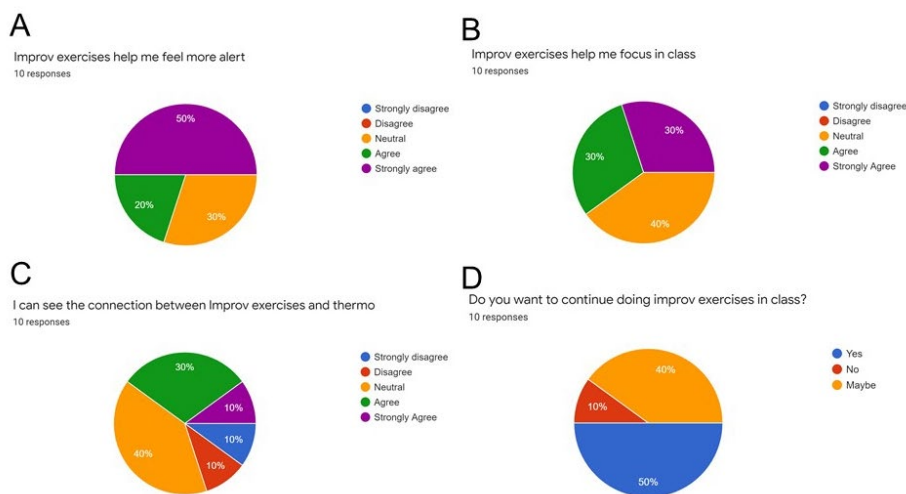 A
Improv exercises help me feel more alert
10 responses
50%
20%
30%
Strongly disagree
Disagree
Neutral
Agree
Strongly agree
B
Improv exercises help me focus in class
10 responses
30%
30%
40%
Strongly disagree
Disagree
Neutral
Agree
Strongly Agree
C
I can see the connection between Improv exercises and thermo
10 responses
30%
10%
10%
10%
40%
Strongly disagree
Disagree
Neutral
Agree
Strongly Agree
D
Do you want to continue doing improv exercises in class?
10 responses
40%
10%
50%
Yes
No
Maybe